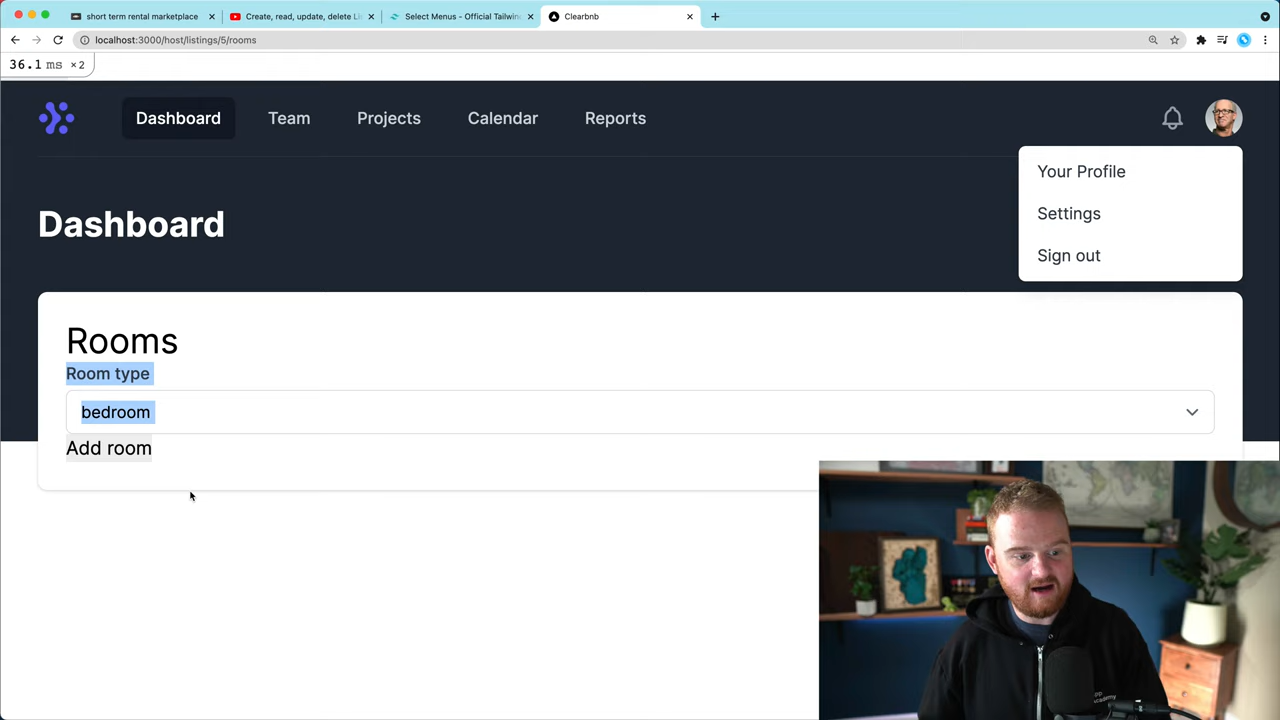 short term rental marketplace
Create, read, update, delete Li
Select Menus - Official Tailwin
Clearbnb
localhost:3000/host/listings/5/rooms
36.1 ms ×2
Dashboard
Team
Projects
Calendar
Reports
Your Profile
Settings
Sign out
Dashboard
Rooms
Room type
bedroom
Add room